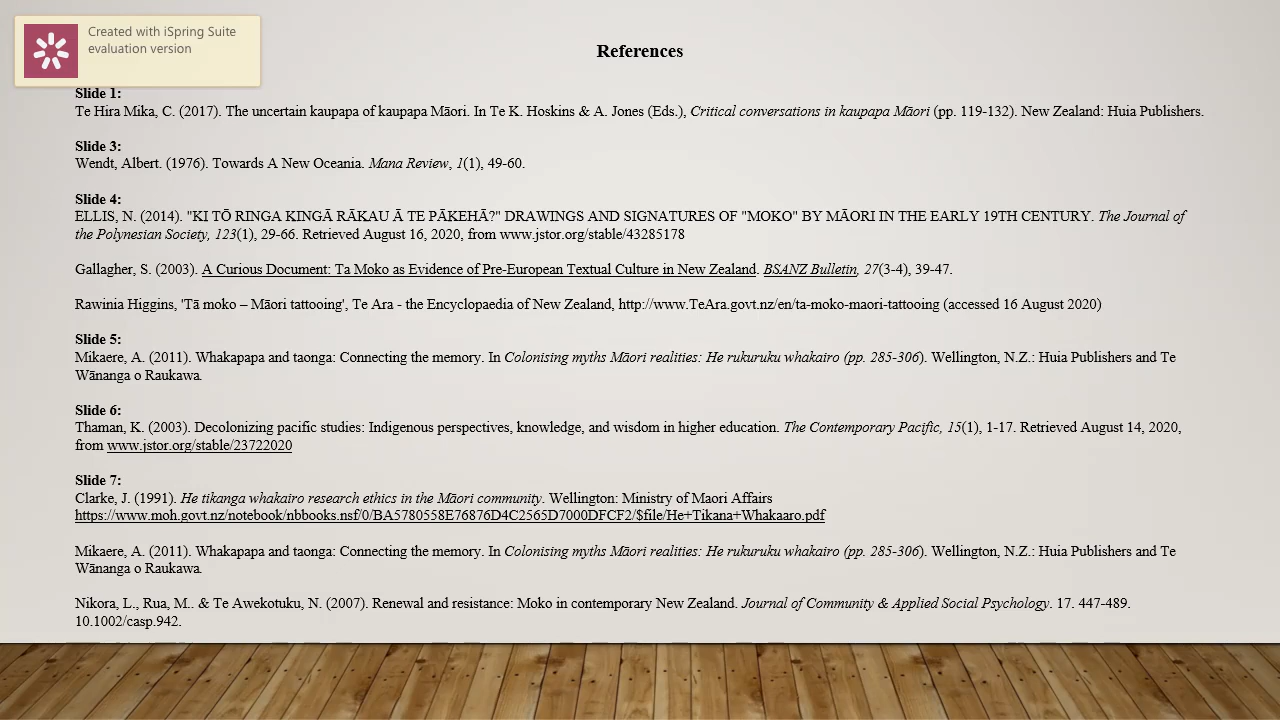 Created with iSpring Suite
evaluation version
References
Slide 1:
Te Hira Mika, C. (2017). The uncertain kaupapa of kaupapa Māori. In Te K. Hoskins & A. Jones (Eds.), Critical conversations in kaupapa Māori (pp. 119-132). New Zealand: Huia Publishers.
Slide 3:
Wendt, Albert. (1976). Towards A New Oceania. Mana Review, 1(1), 49-60.
Slide 4:
ELLIS, N. (2014). "KI TŌ RINGA KINGĀ RĀKAU Ā TE PĀKEHĀ?" DRAWINGS AND SIGNATURES OF "MOKO" BY MĀORI IN THE EARLY 19TH CENTURY. The Journal of
the Polynesian Society, 123(1), 29-66. Retrieved August 16, 2020, from www.jstor.org/stable/43285178
Gallagher, S. (2003). A Curious Document: Ta Moko as Evidence of Pre-European Textual Culture in New Zealand. BSANZ Bulletin, 27(3-4), 39-47.
Rawinia Higgins, 'Tā moko – Māori tattooing', Te Ara - the Encyclopaedia of New Zealand, http://www.TeAra.govt.nz/en/ta-moko-maori-tattooing (accessed 16 August 2020)
Slide 5:
Mikaere, A. (2011). Whakapapa and taonga: Connecting the memory. In Colonising myths Māori realities: He rukuruku whakairo (pp. 285-306). Wellington, N.Z.: Huia Publishers and Te
Wānanga o Raukawa.
Slide 6:
Thaman, K. (2003). Decolonizing pacific studies: Indigenous perspectives, knowledge, and wisdom in higher education. The Contemporary Pacific, 15(1), 1-17. Retrieved August 14, 2020,
from www.jstor.org/stable/23722020
Slide 7:
Clarke, J. (1991). He tikanga whakairo research ethics in the Māori community. Wellington: Ministry of Maori Affairs
https://www.moh.govt.nz/notebook/nbbooks.nsf/0/BA5780558E76876D4C2565D7000DFCF2/$file/He+Tikana+Whakaaro.pdf
Mikaere, A. (2011). Whakapapa and taonga: Connecting the memory. In Colonising myths Māori realities: He rukuruku whakairo (pp. 285-306). Wellington, N.Z.: Huia Publishers and Te
Wānanga o Raukawa.
Nikora, L., Rua, M.. & Te Awekotuku, N. (2007). Renewal and resistance: Moko in contemporary New Zealand. Journal of Community & Applied Social Psychology. 17. 447-489.
10.1002/casp.942.